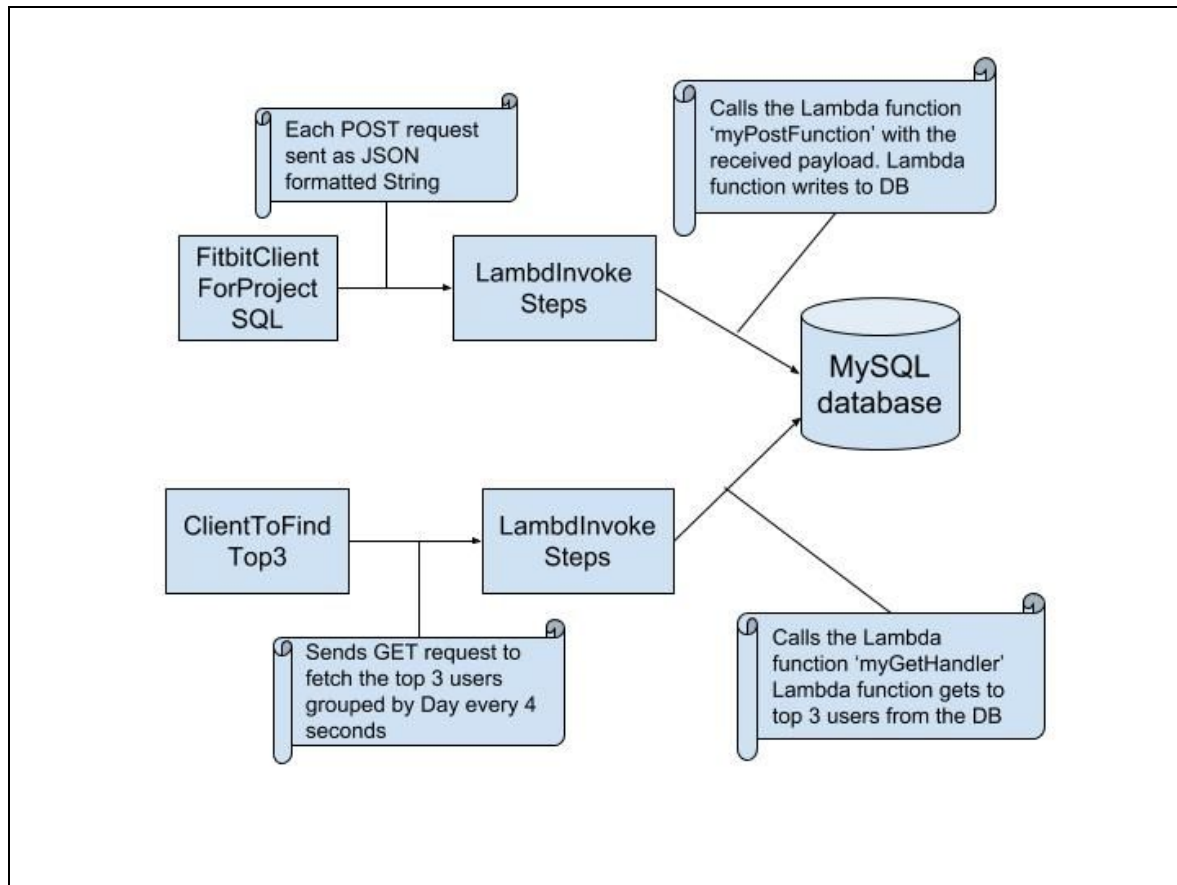 Each POST request
sent as JSON
formatted String
Calls the Lambda function
‘myPostFunction’ with the
received payload. Lambda
function writes to DB
FitbitClient
ForProject
SQL
LambdInvoke
Steps
MySQL
database
ClientToFind
Top3
LambdInvoke
Steps
Sends GET request to
fetch the top 3 users
grouped by Day every 4
seconds
Calls the Lambda
function ‘myGetHandler’
Lambda function gets to
top 3 users from the DB